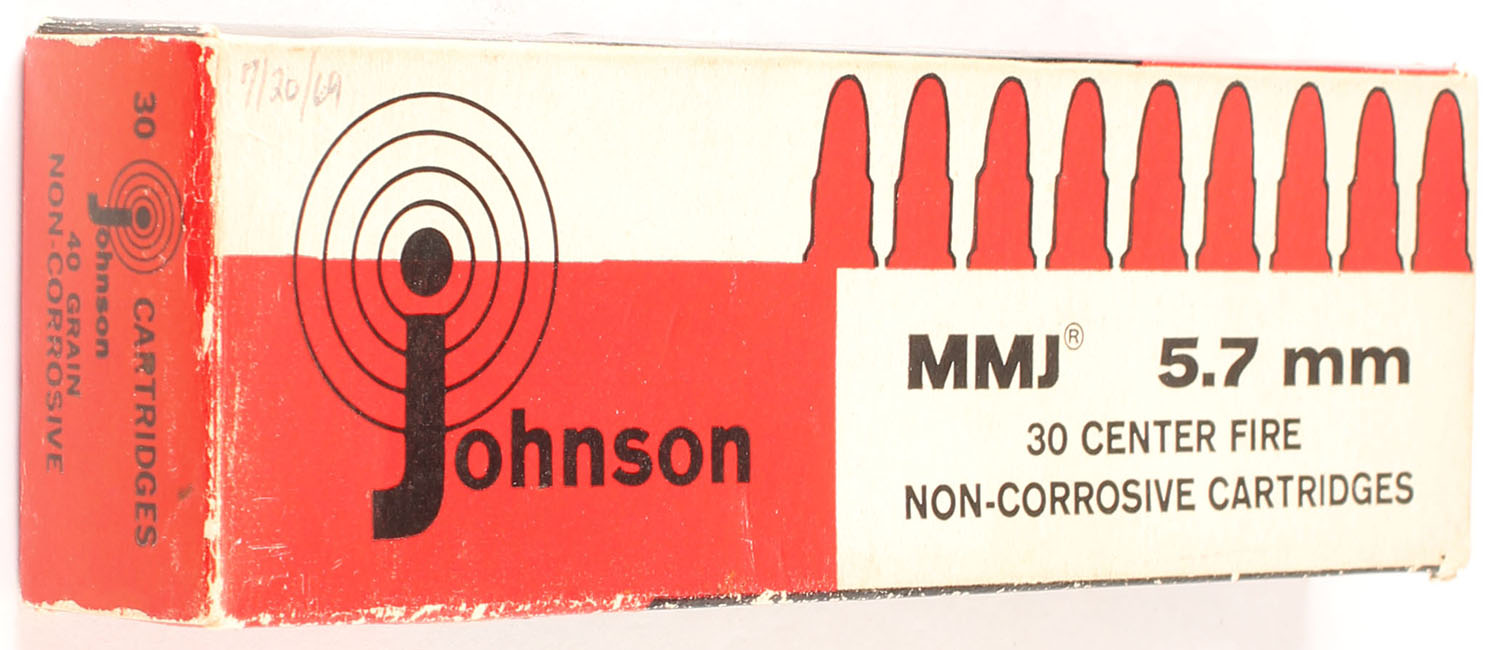 7/20/69
Johnson
MMJ® 5.7 mm
30 CENTER FIRE
NON-CORROSIVE CARTRIDGES
30 CARTRIDGES
Johnson
40 GRAIN
NON-CORROSIVE